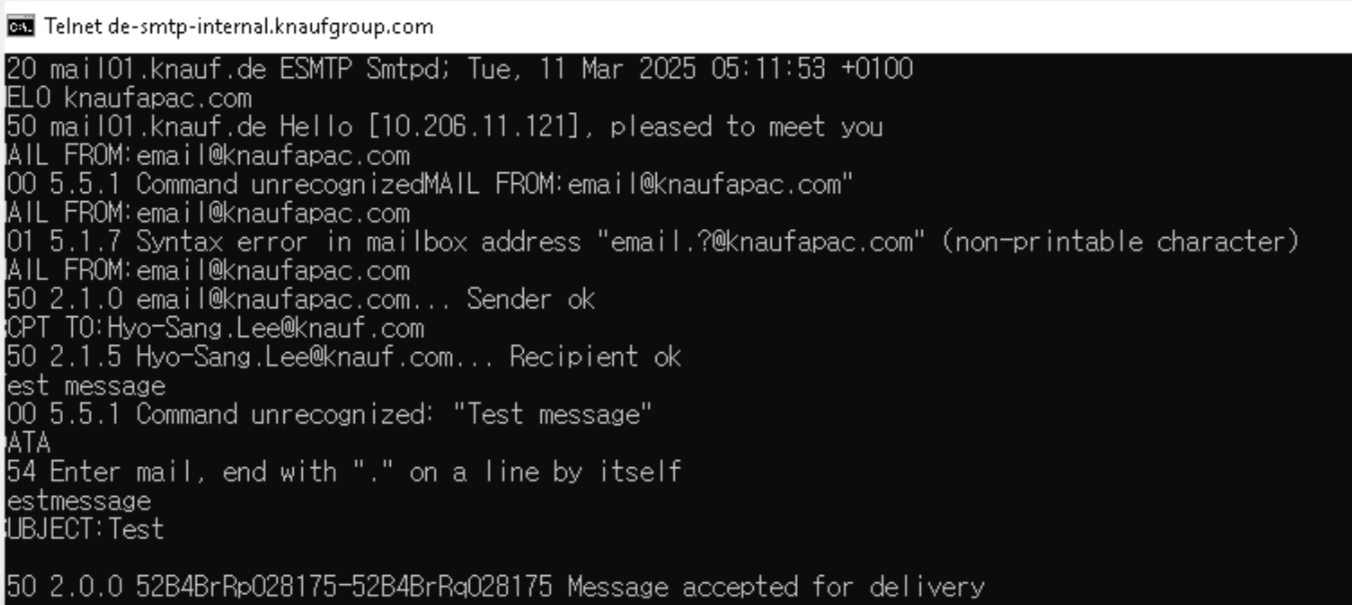 Telnet de-smtp-internal.knaufgroup.com
20 mail01.knauf.de ESMTP Smtpd; Tue, 11 Mar 2025 05:11:53 +0100
ELO knaufapac.com
50 mail01.knauf.de Hello [10.206.11.121], pleased to meet you
AIL FROM:email@knaufapac.com
00 5.5.1 Command unrecognizedMAIL FROM:email@knaufapac.com"
AIL FROM:email@knaufapac.com
01 5.1.7 Syntax error in mailbox address "email.?@knaufapac.com" (non-printable character)
AIL FROM:email@knaufapac.com
50 2.1.0 email@knaufapac.com... Sender ok
CPT TO:Hyo-Sang.Lee@knauf.com
50 2.1.5 Hyo-Sang.Lee@knauf.com... Recipient ok
est message
00 5.5.1 Command unrecognized: "Test message"
ATA
54 Enter mail, end with "." on a line by itself
estmessage
UBJECT:Test
50 2.0.0 52B4BrRp028175-52B4BrRq028175 Message accepted for delivery